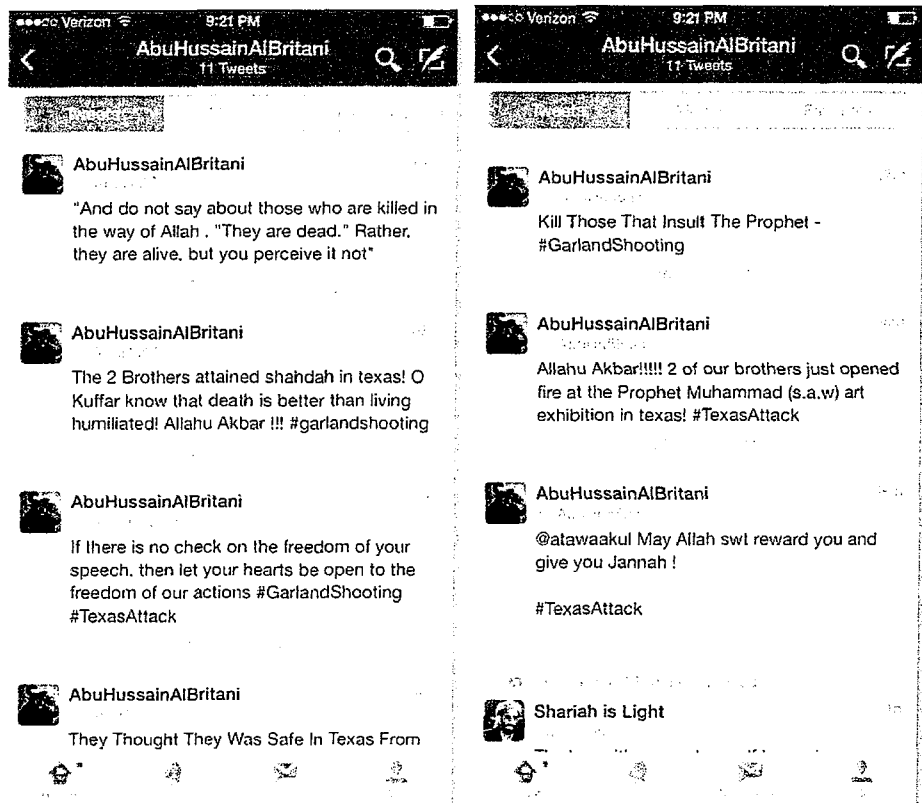 Verizon
9:21 PM
AbuHussainAlBritani
11 Tweets
AbuHussainAlBritani
"And do not say about those who are killed in
the way of Allah , "They are dead." Rather,
they are alive, but you perceive it not"
AbuHussainAlBritani
The 2 Brothers attained shahdah in texas! O
Kuffar know that death is better than living
humiliated! Allahu Akbar !!! #garlandshooting
AbuHussainAlBritani
If there is no check on the freedom of your
speech, then let your hearts be open to the
freedom of our actions #GarlandShooting
#TexasAttack
AbuHussainAlBritani
They Thought They Was Safe In Texas From
Verizon
9:21 PM
AbuHussainAlBritani
11 Tweets
AbuHussainAlBritani
Kill Those That Insult The Prophet -
#GarlandShooting
AbuHussainAlBritani
Allahu Akbar!!!!! 2 of our brothers just opened
fire at the Prophet Muhammad (s.a.w) art
exhibition in texas! #TexasAttack
AbuHussainAlBritani
@atawaakul May Allah swt reward you and
give you Jannah !
#TexasAttack
Shariah is Light